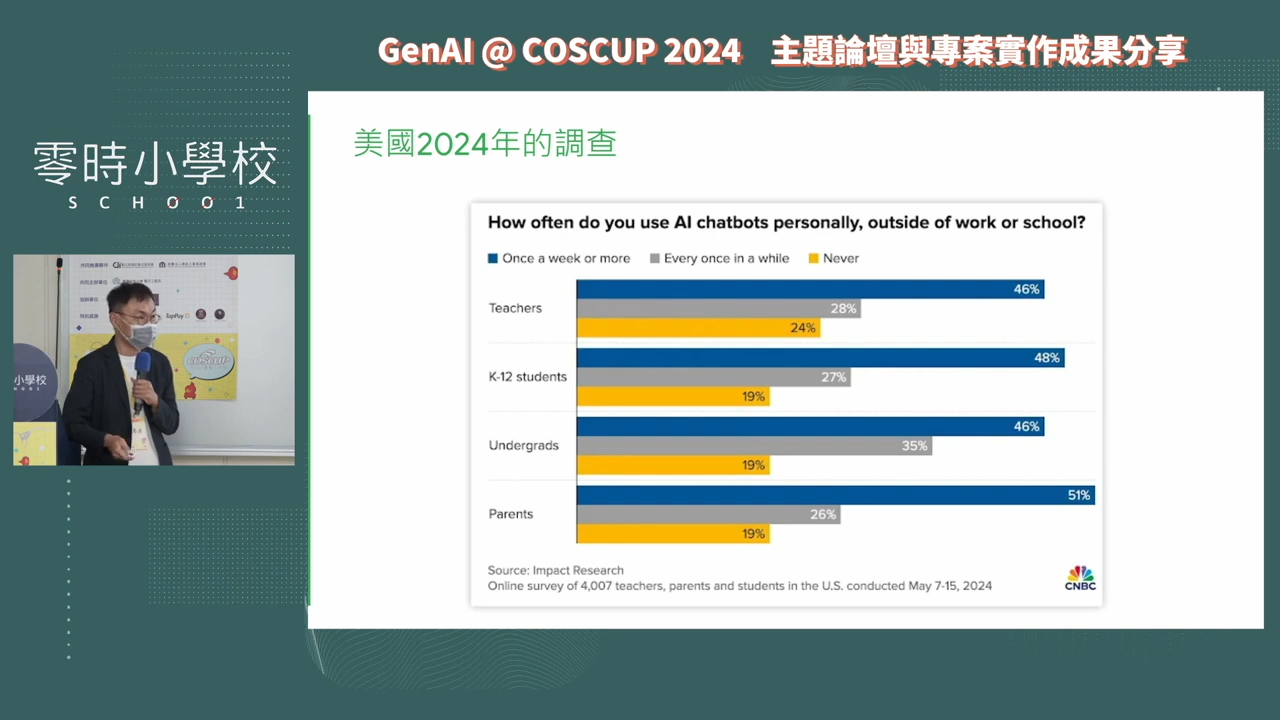 GenAI @ COSCUP 2024 主題論壇與專案實作成果分享
零時小學校
SCHOO1
美國2024年的調查
How often do you use AI chatbots personally, outside of work or school?
Once a week or more Every once in a while Never
Teachers
46%
28%
24%
K-12 students
48%
27%
19%
Undergrads
46%
35%
19%
Parents
51%
26%
19%
Source: Impact Research
Online survey of 4,007 teachers, parents and students in the U.S. conducted May 7-15, 2024
CNBC
TapPay
COSCUP
小學校